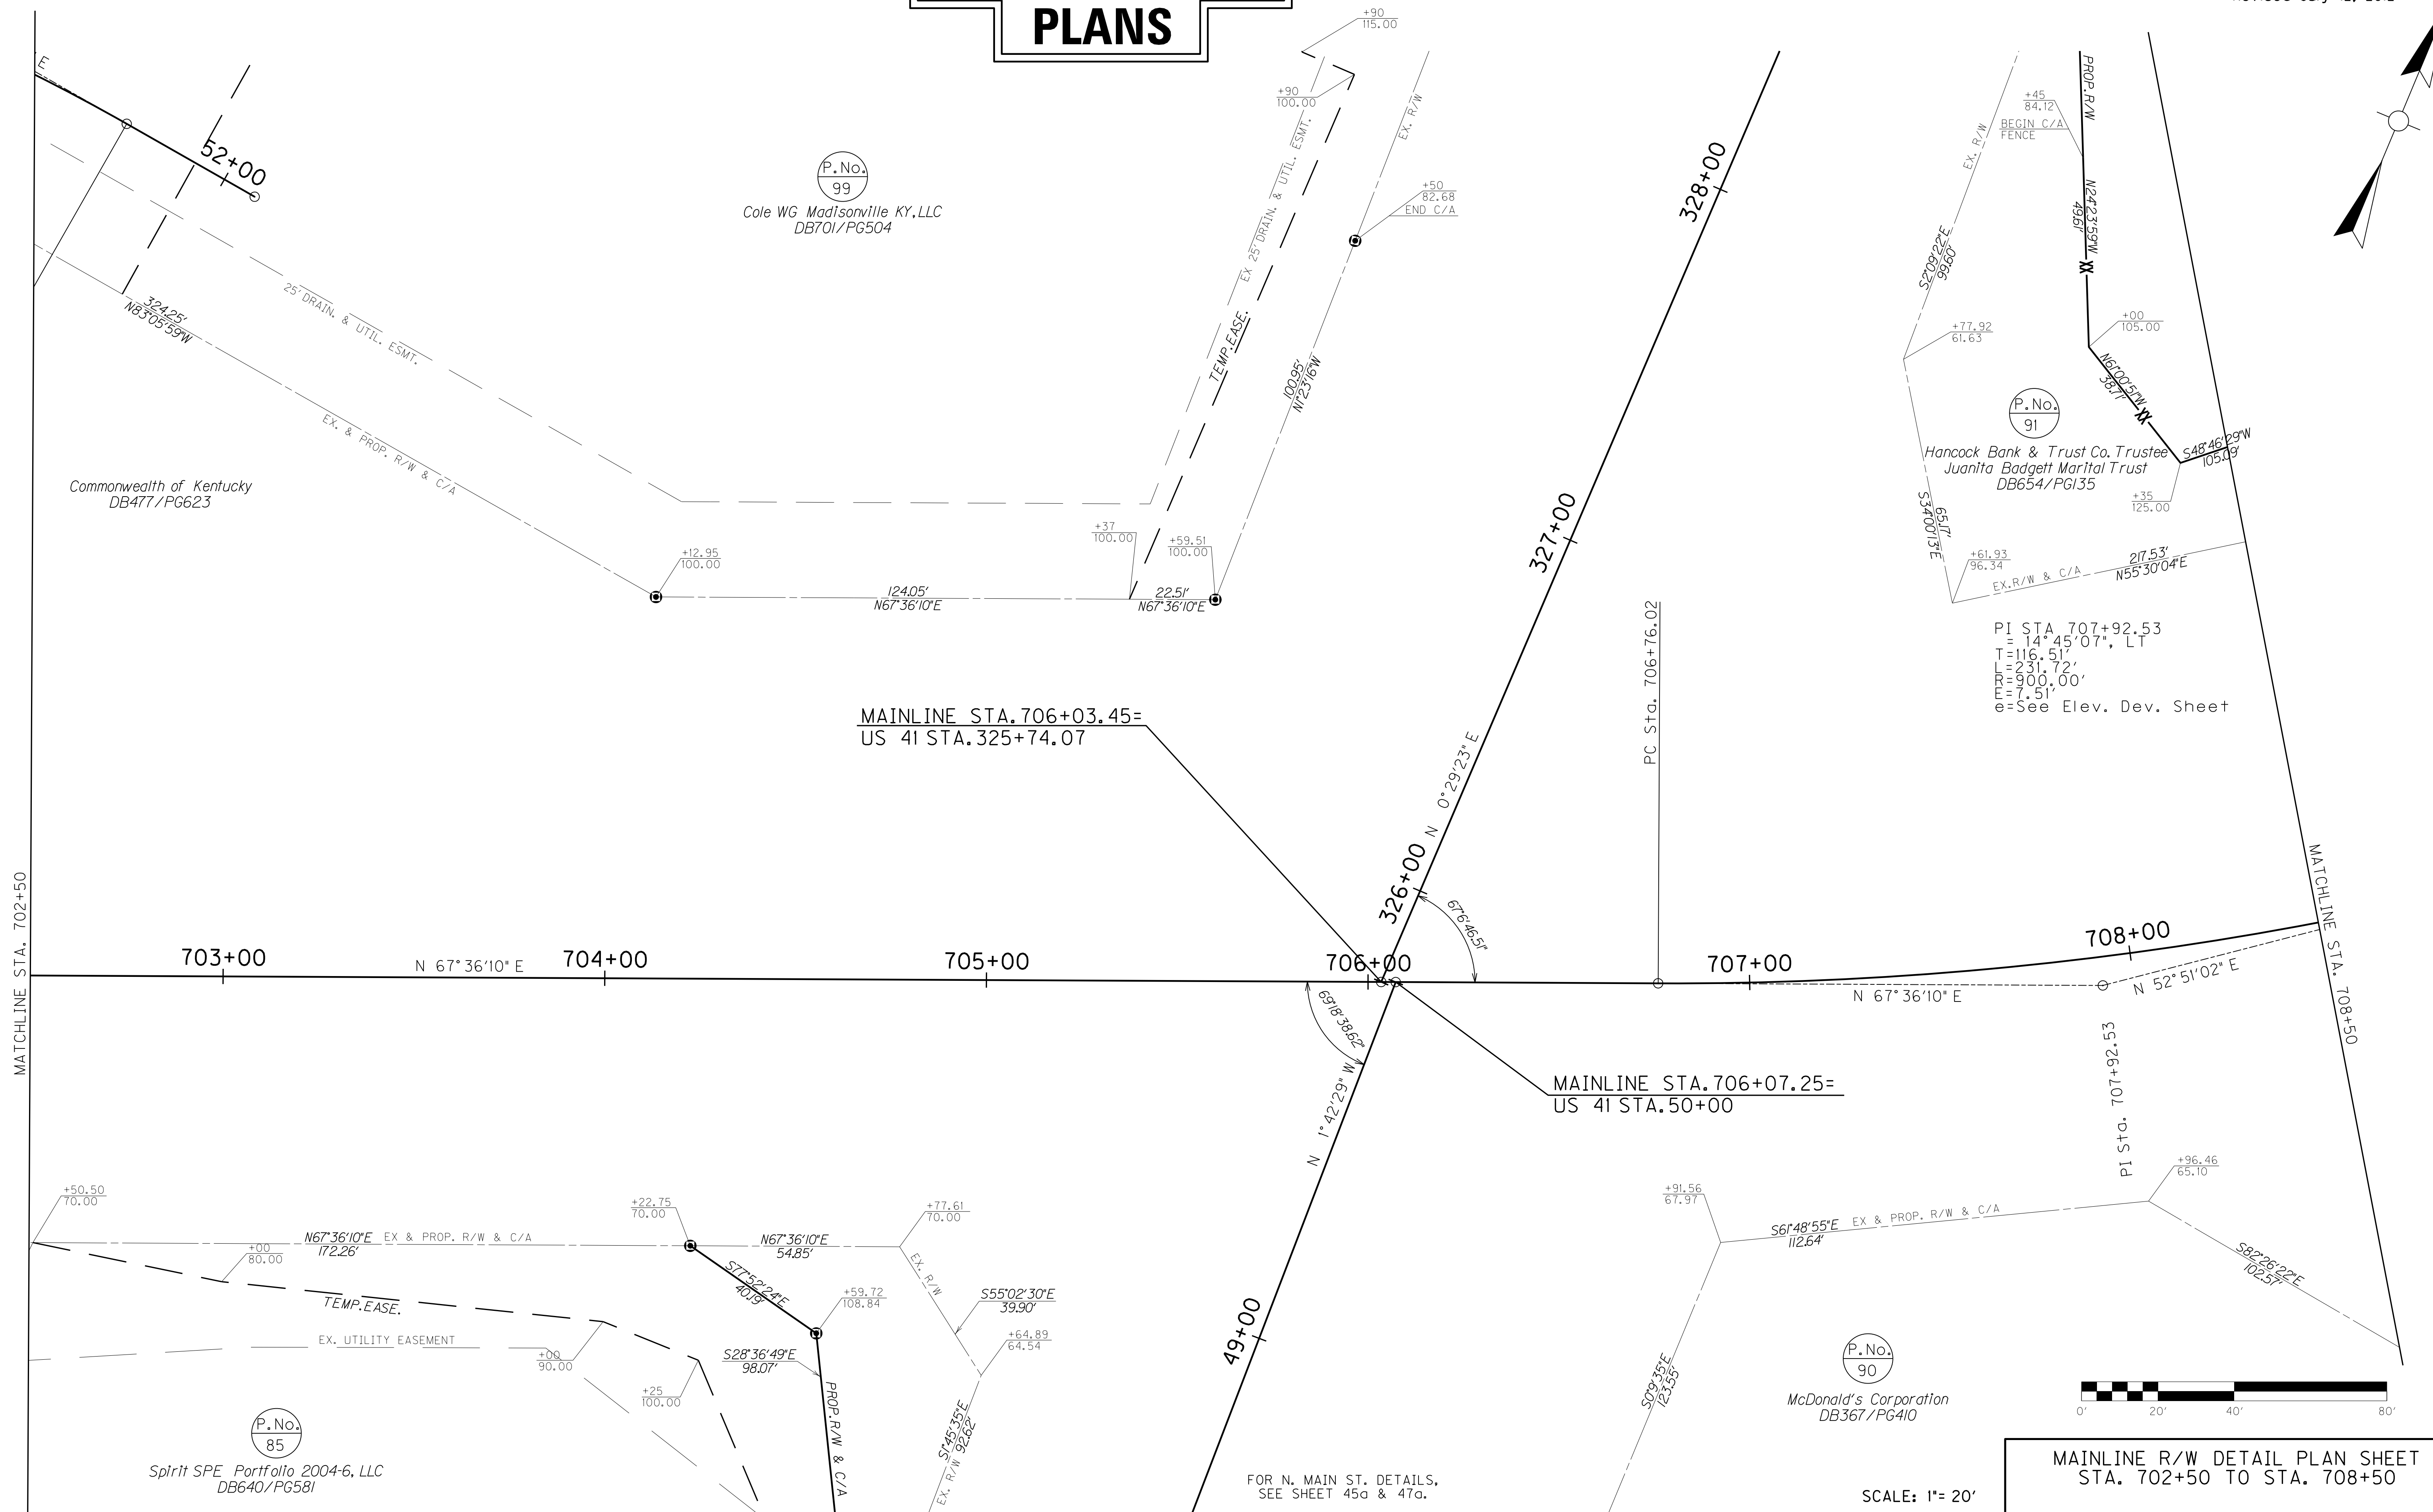 PLANS
+90
115.00
+90
100.00
EX. R/W
EX 25' DRAIN. & UTIL. ESMT.
TEMP.EASE.
+50
82.68
END C/A
100.95'
N1°23'16"W
E
52+00
P.No.
99
Cole WG Madisonville KY,LLC
DB701/PG504
25' DRAIN. & UTIL. ESMT.
324.25'
N83°05'59"W
EX. & PROP. R/W & C/A
Commonwealth of Kentucky
DB477/PG623
+12.95
100.00
+37
100.00
+59.51
100.00
124.05'
N67°36'10"E
22.51'
N67°36'10"E
328+00
327+00
326+00
N 0°29'23" E
EX. R/W
S2°09'22"E
99.60'
+45
84.12
BEGIN C/A
FENCE
PROP.R/W
N24°23'59"W
49.61'
+77.92
61.63
+00
105.00
N61°00'51"W
38.71'
P.No.
91
Hancock Bank & Trust Co. Trustee
Juanita Badgett Marital Trust
DB654/PG135
S48°46'29"W
105.09'
+35
125.00
65.17'
S34°00'13"E
+61.93
96.34
EX.R/W & C/A
217.53'
N55°30'04"E
PI STA 707+92.53
= 14°45'07", LT
T=116.51'
L=231.72'
R=900.00'
E=7.51'
e=See Elev. Dev. Sheet
PC Sta. 706+76.02
MAINLINE STA.706+03.45=
US 41 STA.325+74.07
67°6'46.51"
MATCHLINE STA. 702+50
703+00
N 67°36'10" E
704+00
705+00
706+00
707+00
708+00
N 67°36'10" E
N 52°51'02" E
MATCHLINE STA. 708+50
69°18'38.62"
N 1°42'29" W
MAINLINE STA.706+07.25=
US 41 STA.50+00
PI Sta. 707+92.53
+50.50
70.00
N67°36'10"E
172.26'
EX & PROP. R/W & C/A
+00
80.00
TEMP.EASE.
EX. UTILITY EASEMENT
+22.75
70.00
N67°36'10"E
54.85'
+77.61
70.00
EX. R/W
S77°52'24"E
40.19'
+59.72
108.84
S55°02'30"E
39.90'
+64.89
64.54
+00
90.00
+25
100.00
S28°36'49"E
98.07'
PROP.R/W & C/A
S1°45'35"E
92.62'
EX. R/W
P.No.
85
Spirit SPE Portfolio 2004-6, LLC
DB640/PG581
49+00
FOR N. MAIN ST. DETAILS,
SEE SHEET 45a & 47a.
+91.56
67.97
S61°48'55"E
112.64'
EX & PROP. R/W & C/A
+96.46
65.10
S82°26'22"E
102.57'
S0°9'35"E
123.55'
P.No.
90
McDonald's Corporation
DB367/PG410
0'
20'
40'
80'
SCALE: 1"= 20'
MAINLINE R/W DETAIL PLAN SHEET
STA. 702+50 TO STA. 708+50